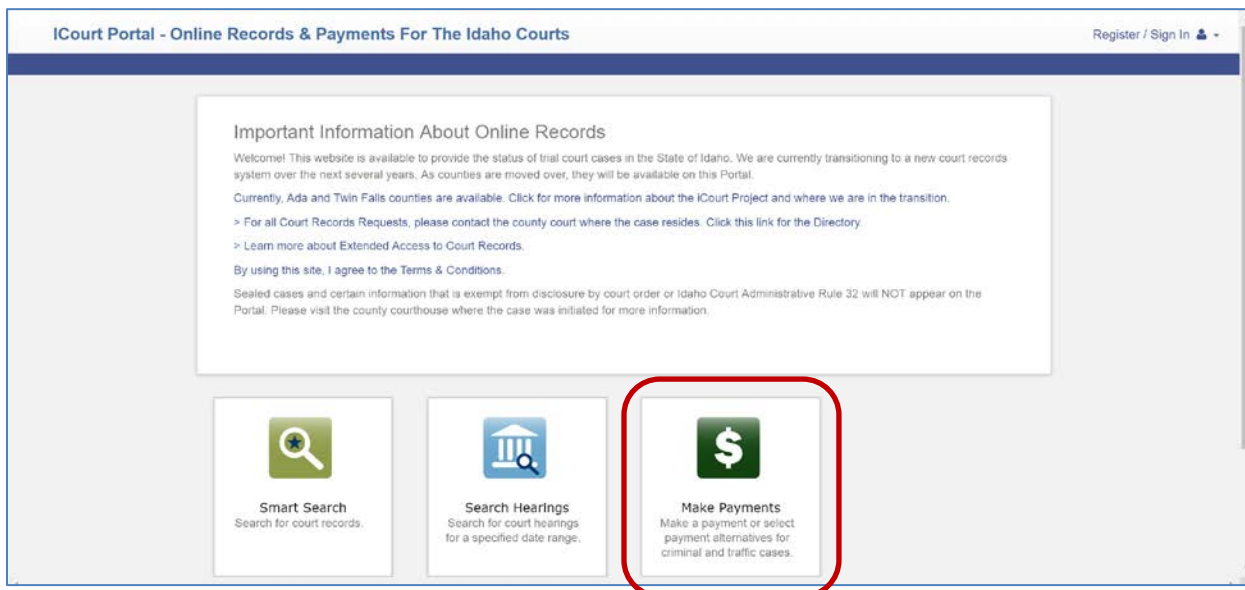 ICourt Portal - Online Records & Payments For The Idaho Courts
Register / Sign In
Important Information About Online Records
Welcome! This website is available to provide the status of trial court cases in the State of Idaho. We are currently transitioning to a new court records
system over the next several years. As counties are moved over, they will be available on this Portal.
Currently, Ada and Twin Falls counties are available. Click for more information about the iCourt Project and where we are in the transition.
> For all Court Records Requests, please contact the county court where the case resides. Click this link for the Directory.
> Learn more about Extended Access to Court Records.
By using this site, I agree to the Terms & Conditions.
Sealed cases and certain information that is exempt from disclosure by court order or Idaho Court Administrative Rule 32 will NOT appear on the
Portal. Please visit the county courthouse where the case was initiated for more information.
Smart Search
Search for court records.
Search Hearings
Search for court hearings
for a specified date range.
$
Make Payments
Make a payment or select
payment alternatives for
criminal and traffic cases.